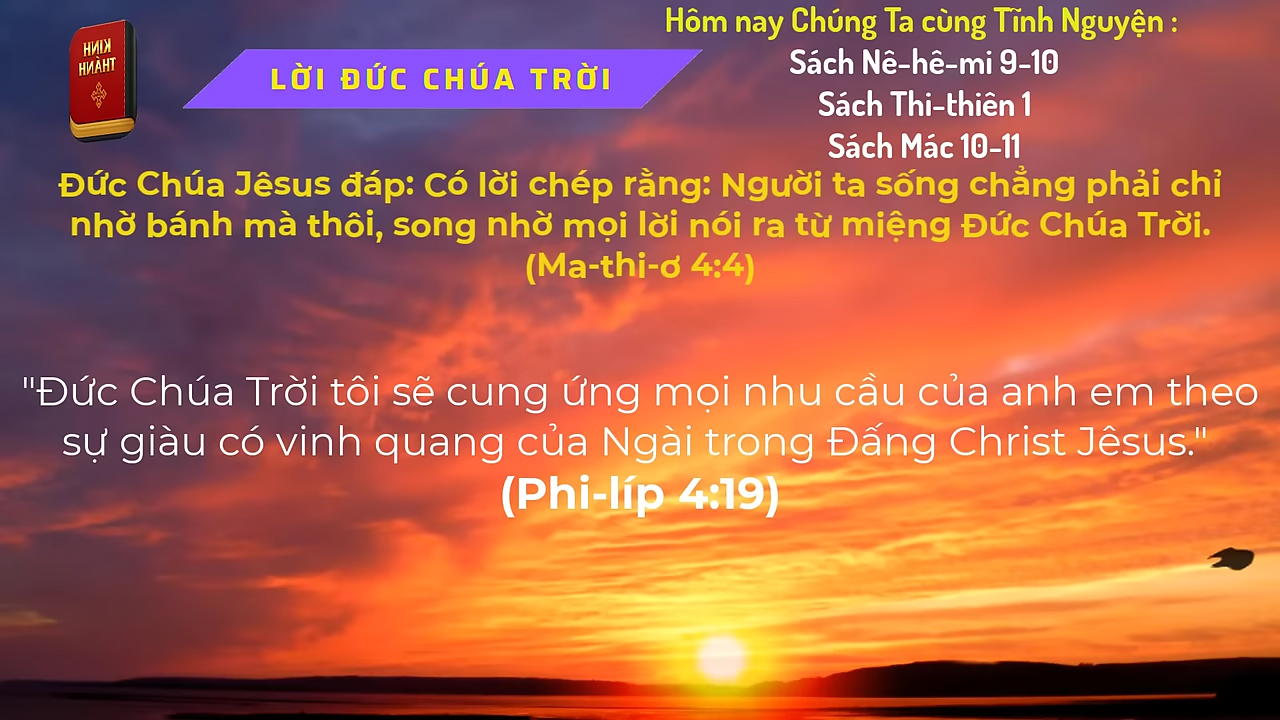 KINH
THÁNH
LỜI ĐỨC CHÚA TRỜI
Hôm nay Chúng Ta cùng Tĩnh Nguyện :
Sách Nê-hê-mi 9-10
Sách Thi-thiên 1
Sách Mác 10-11
Đức Chúa Jêsus đáp: Có lời chép rằng: Người ta sống chẳng phải chỉ
nhờ bánh mà thôi, song nhờ mọi lời nói ra từ miệng Đức Chúa Trời.
(Ma-thi-ơ 4:4)
"Đức Chúa Trời tôi sẽ cung ứng mọi nhu cầu của anh em theo
sự giàu có vinh quang của Ngài trong Đấng Christ Jêsus."
(Phi-líp 4:19)